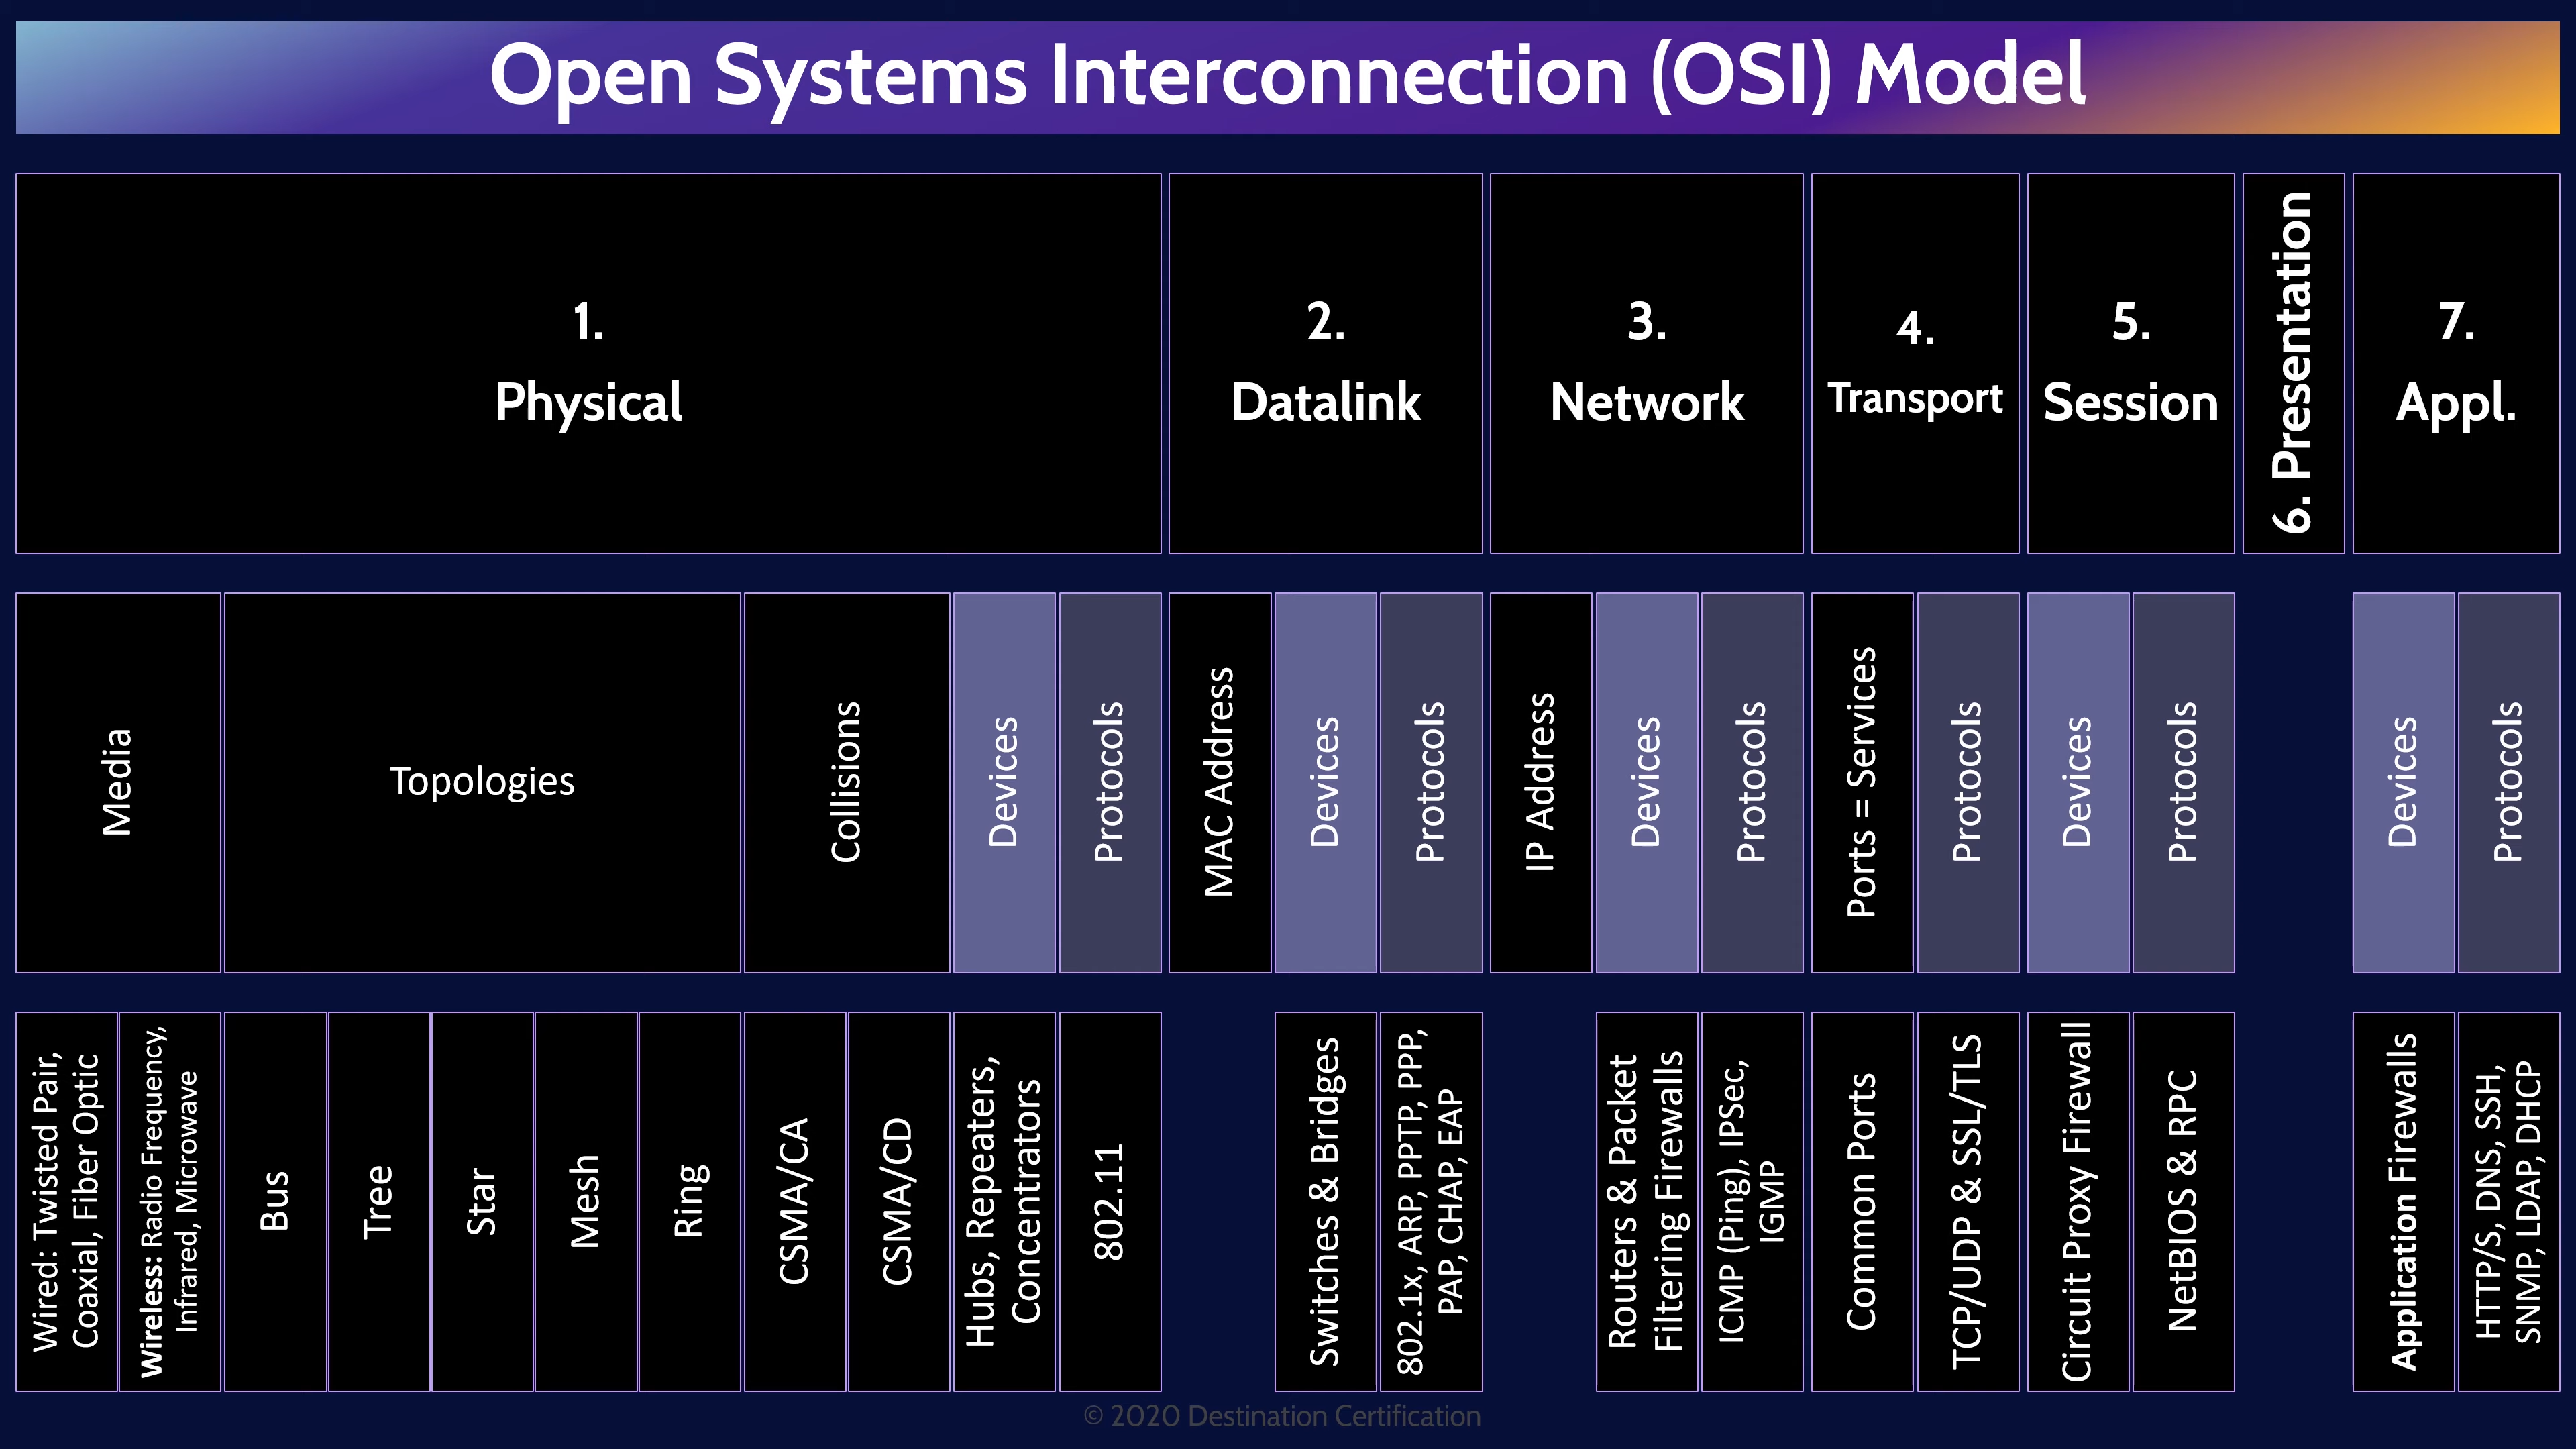 Open Systems Interconnection (OSI) Model
1.
Physical
2.
Datalink
3.
Network
4.
Transport
5.
Session
6. Presentation
7.
Appl.
Media
Topologies
Collisions
Devices
Protocols
MAC Address
Devices
Protocols
IP Address
Devices
Protocols
Ports = Services
Protocols
Devices
Protocols
Devices
Protocols
Wired: Twisted Pair,
Coaxial, Fiber Optic
Wireless: Radio Frequency,
Infrared, Microwave
Bus
Tree
Star
Mesh
Ring
CSMA/CA
CSMA/CD
Hubs, Repeaters,
Concentrators
802.11
Switches & Bridges
802.1x, ARP, PPTP, PPP,
PAP, CHAP, EAP
Routers & Packet
Filtering Firewalls
ICMP (Ping), IPSec,
IGMP
Common Ports
TCP/UDP & SSL/TLS
Circuit Proxy Firewall
NetBIOS & RPC
Application Firewalls
HTTP/S, DNS, SSH,
SNMP, LDAP, DHCP
© 2020 Destination Certification